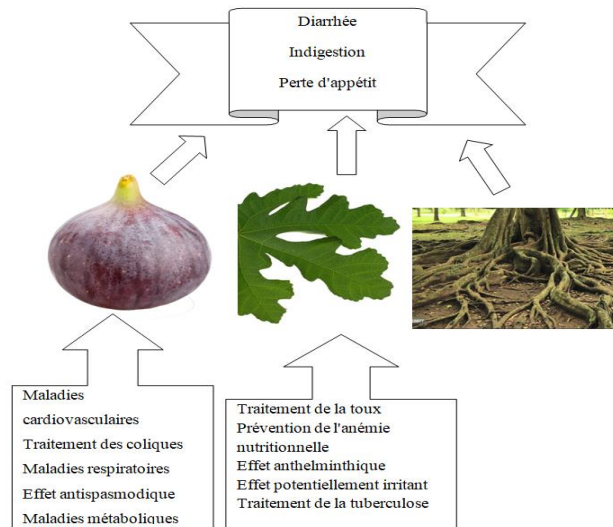 Diarrhée
Indigestion
Perte d'appétit
Maladies
cardiovasculaires
Traitement des coliques
Maladies respiratoires
Effet antispasmodique
Maladies métaboliques
Traitement de la toux
Prévention de l'anémie
nutritionnelle
Effet anthelminthique
Effet potentiellement irritant
Traitement de la tuberculose